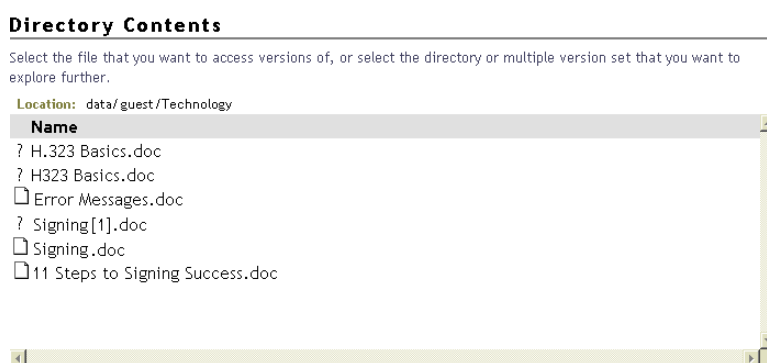 Directory Contents
Select the file that you want to access versions of, or select the directory or multiple version set that you want to
explore further.
Location: data/guest/Technology
Name
? H.323 Basics.doc
? H323 Basics.doc
Error Messages.doc
? Signing[1].doc
Signing.doc
11 Steps to Signing Success.doc